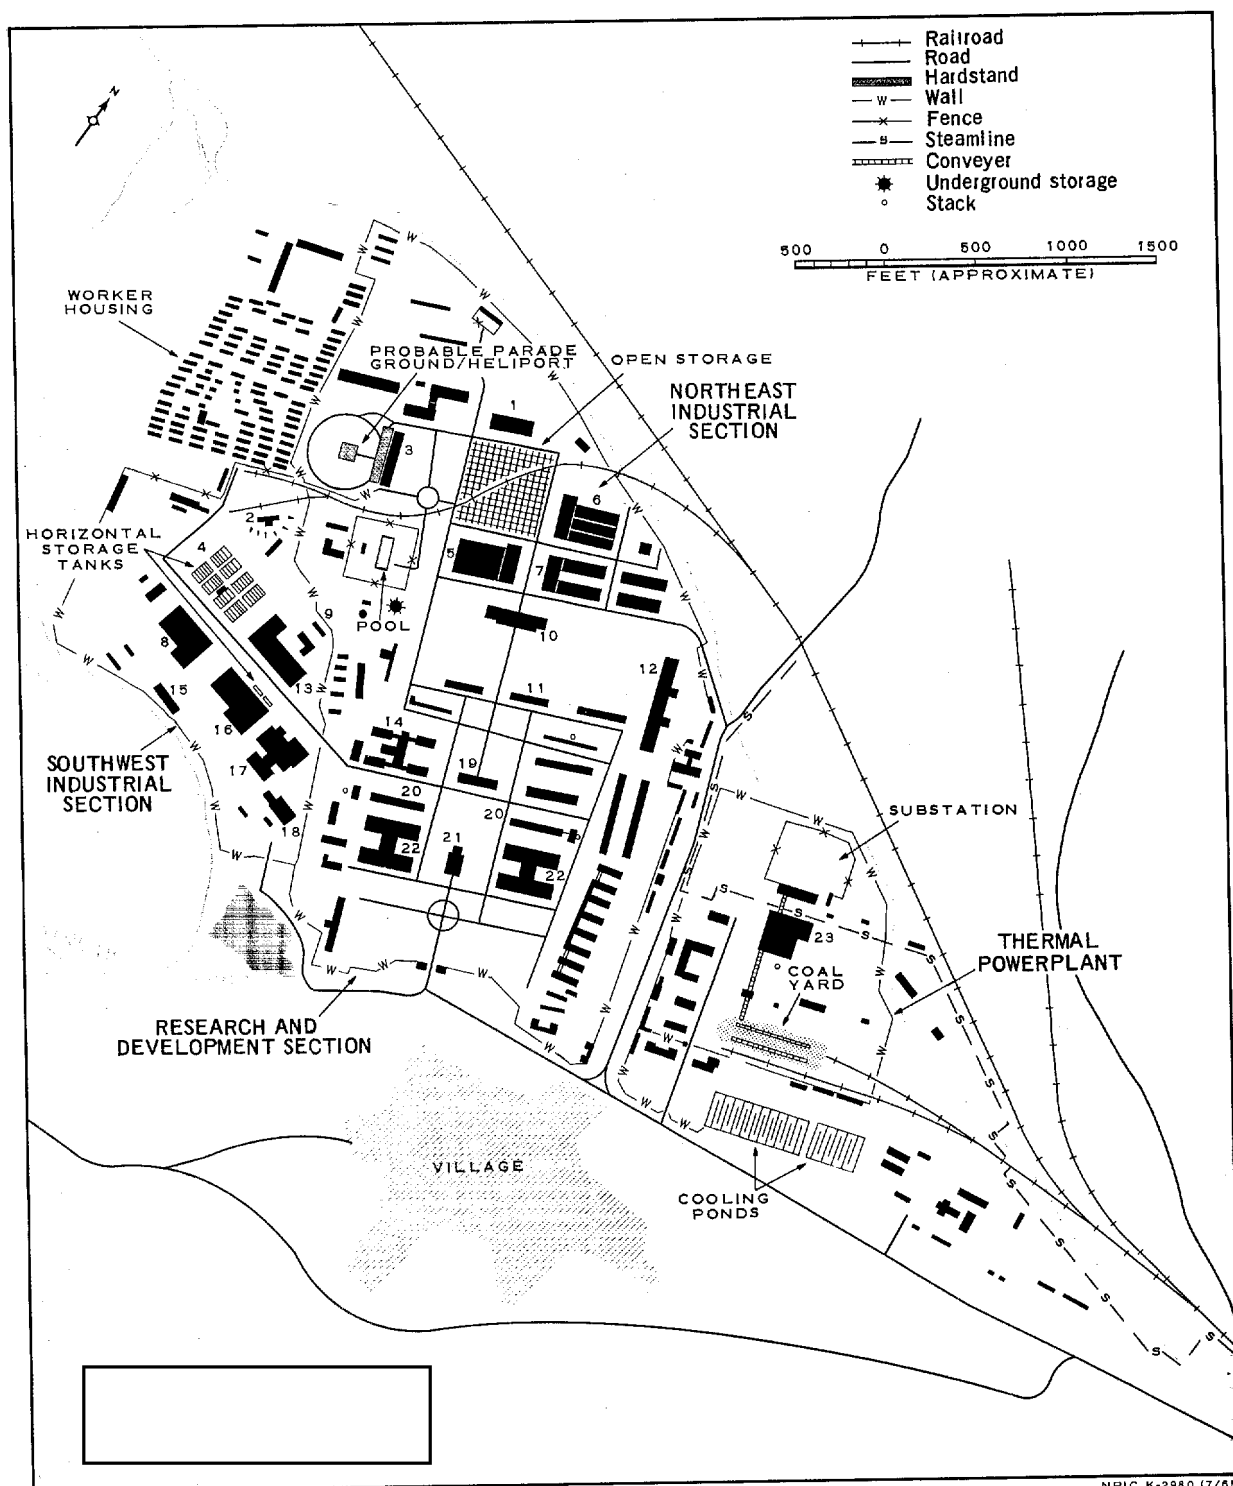 Railroad
Road
Hardstand
W
Wall
Fence
S
Steamline
Conveyer
Underground storage
Stack
500 0 500 1000 1500
FEET (APPROXIMATE)
N
WORKER
HOUSING
PROBABLE PARADE
GROUND/HELIPORT
OPEN STORAGE
NORTHEAST
INDUSTRIAL
SECTION
1
3
6
2
HORIZONTAL
STORAGE
TANKS
4
5
7
9
POOL
8
10
12
13
15
11
16
14
SOUTHWEST
INDUSTRIAL
SECTION
17
19
20
20
18
21
22
22
SUBSTATION
23
THERMAL
POWERPLANT
COAL
YARD
RESEARCH AND
DEVELOPMENT SECTION
VILLAGE
COOLING
PONDS